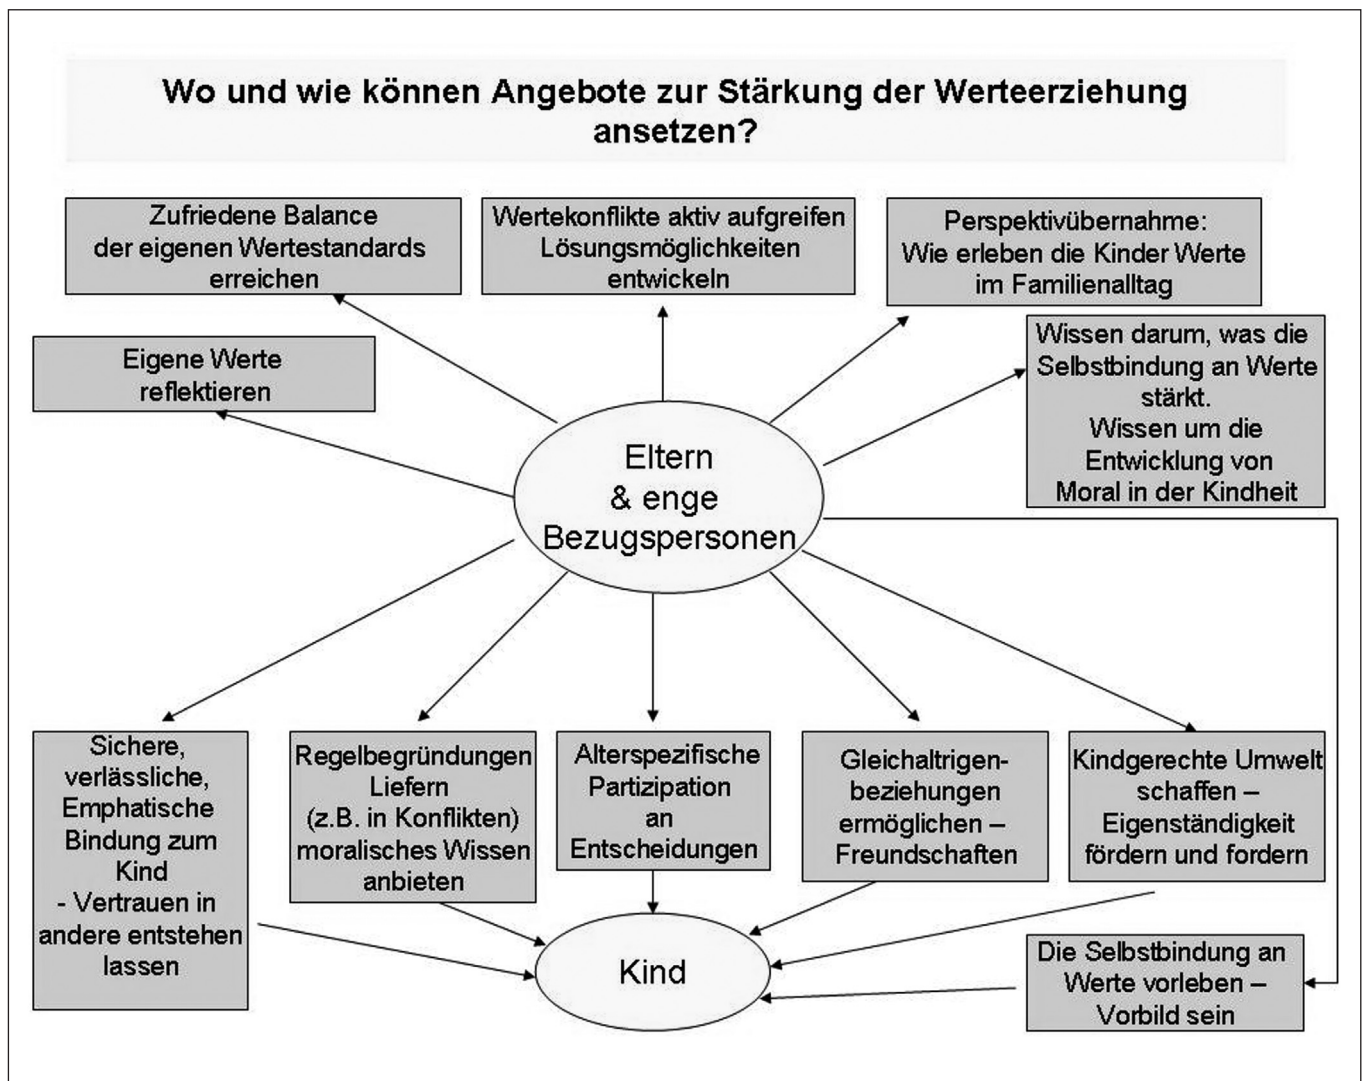 Wo und wie können Angebote zur Stärkung der Werteerziehung
ansetzen?
Zufriedene Balance
der eigenen Wertestandards
erreichen
Wertekonflikte aktiv aufgreifen
Lösungsmöglichkeiten
entwickeln
Perspektivübernahme:
Wie erleben die Kinder Werte
im Familienalltag
Eigene Werte
reflektieren
Wissen darum, was die
Selbstbindung an Werte
stärkt.
Wissen um die
Entwicklung von
Moral in der Kindheit
Eltern
& enge
Bezugspersonen
Sichere,
verlässliche,
Emphatische
Bindung zum
Kind
- Vertrauen in
andere entstehen
lassen
Regelbegründungen
Liefern
(z.B. in Konflikten)
moralisches Wissen
anbieten
Alterspezifische
Partizipation
an
Entscheidungen
Gleichaltrigen-
beziehungen
ermöglichen –
Freundschaften
Kindgerechte Umwelt
schaffen –
Eigenständigkeit
fördern und fordern
Kind
Die Selbstbindung an
Werte vorleben –
Vorbild sein